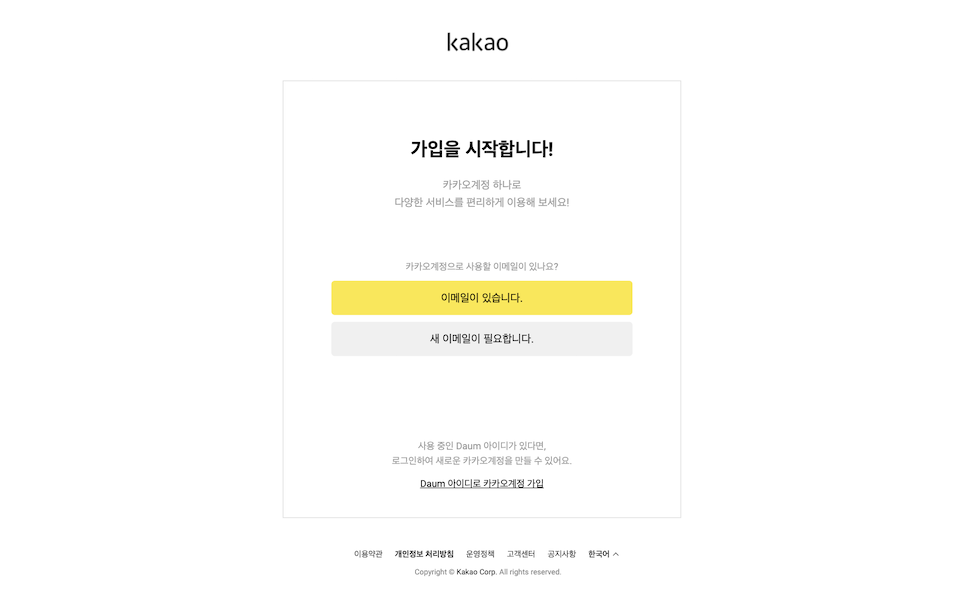 kakao
가입을 시작합니다!
카카오계정 하나로
다양한 서비스를 편리하게 이용해 보세요!
카카오계정으로 사용할 이메일이 있나요?
이메일이 있습니다.
새 이메일이 필요합니다.
사용 중인 Daum 아이디가 있다면,
로그인하여 새로운 카카오계정을 만들 수 있어요.
Daum 아이디로 카카오계정 가입
이용약관 개인정보 처리방침 운영정책 고객센터 공지사항 한국어
Copyright © Kakao Corp. All rights reserved.